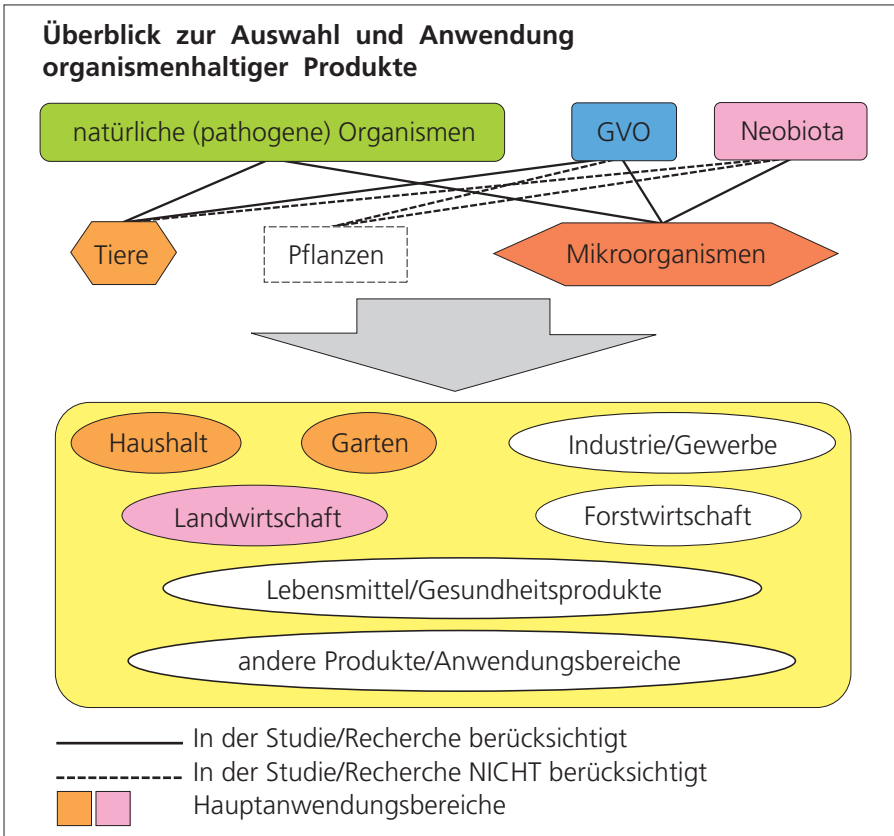 Überblick zur Auswahl und Anwendung
organismenhaltiger Produkte
natürliche (pathogene) Organismen
GVO
Neobiota
Tiere
Pflanzen
Mikroorganismen
Haushalt
Garten
Industrie/Gewerbe
Landwirtschaft
Forstwirtschaft
Lebensmittel/Gesundheitsprodukte
andere Produkte/Anwendungsbereiche
In der Studie/Recherche berücksichtigt
In der Studie/Recherche NICHT berücksichtigt
Hauptanwendungsbereiche